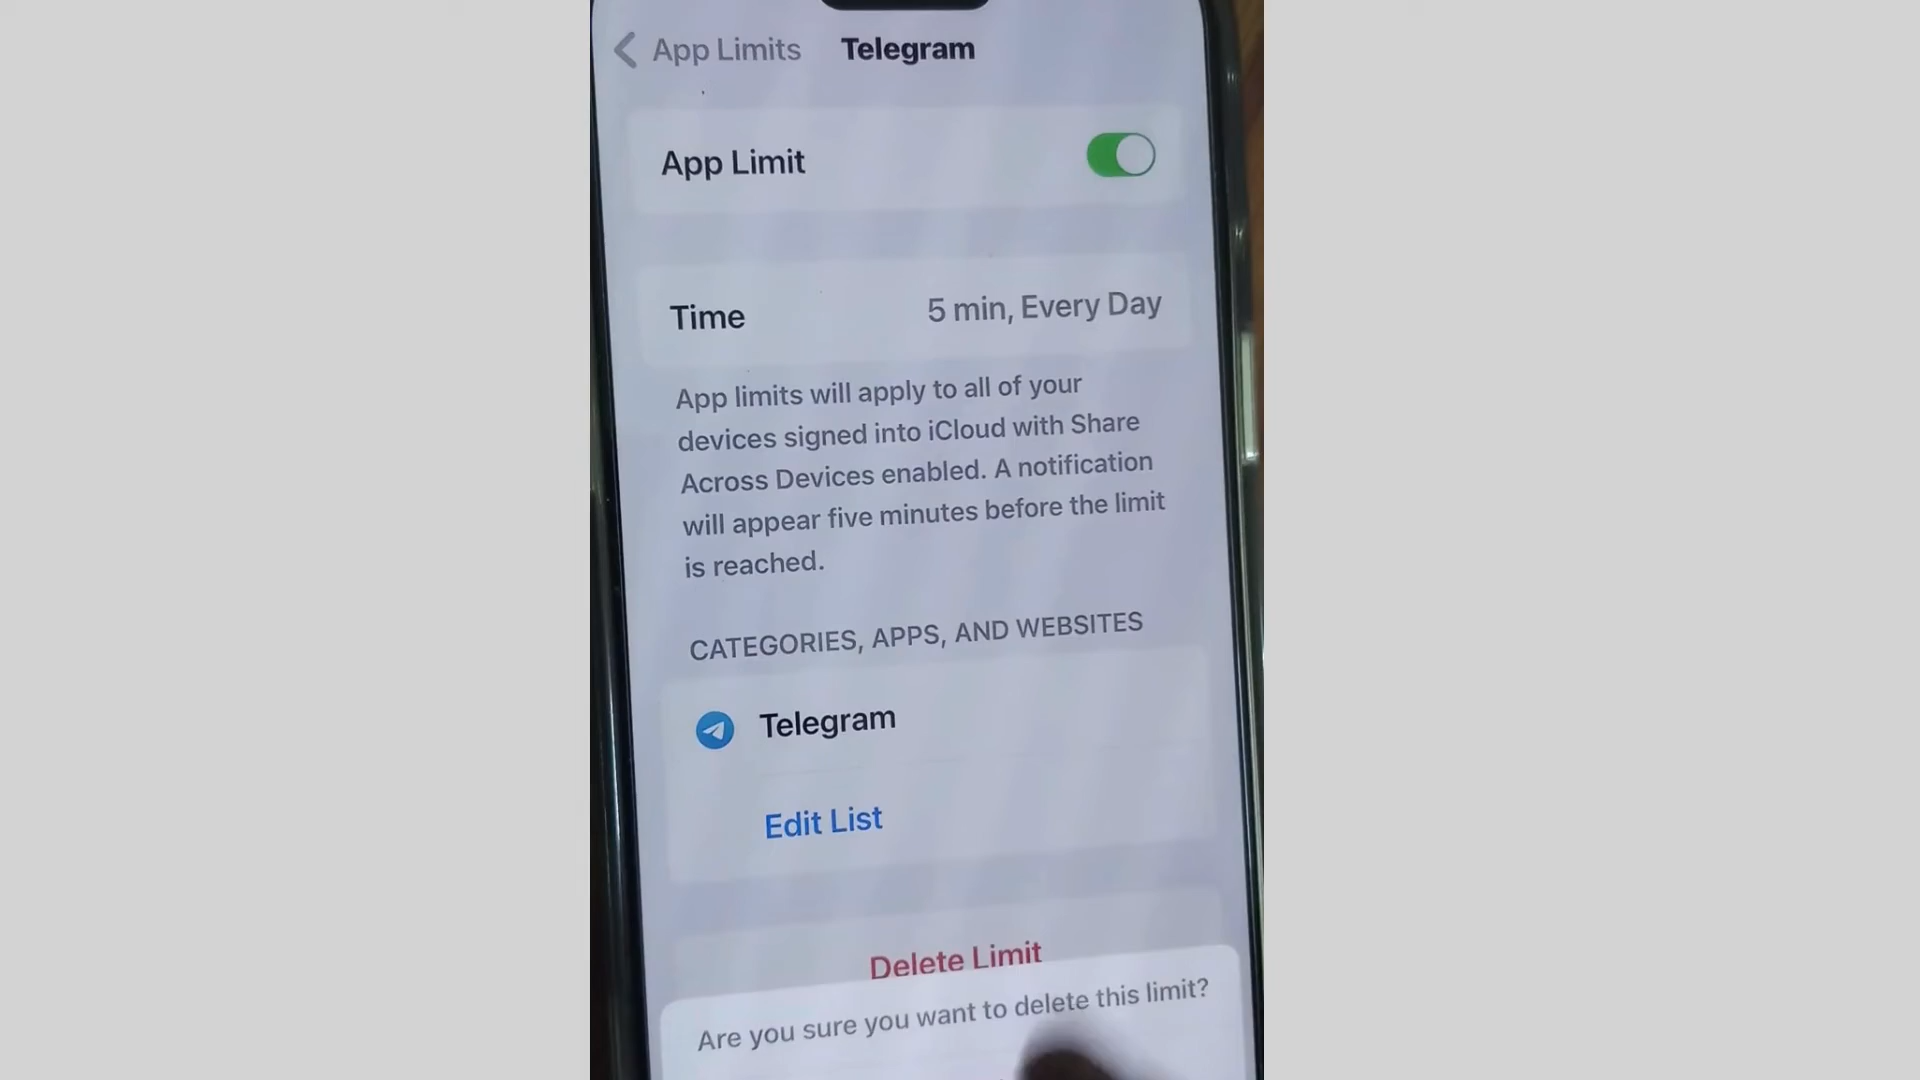 App Limits Telegram
App Limit
Time 5 min, Every Day
App limits will apply to all of your
devices signed into iCloud with Share
Across Devices enabled. A notification
will appear five minutes before the limit
is reached.
CATEGORIES, APPS, AND WEBSITES
Telegram
Edit List
Delete Limit
Are you sure you want to delete this limit?